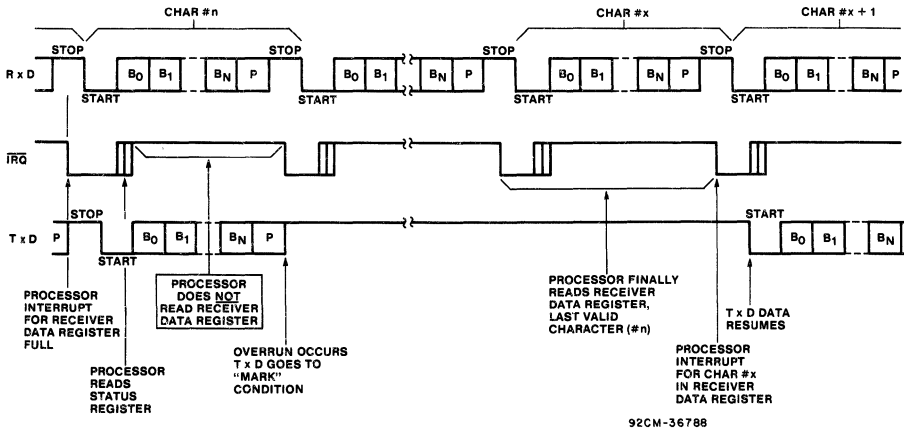 CHAR #n
CHAR #x
CHAR #x + 1
STOP
STOP
STOP
STOP
R x D
B0 B1 BN P
B0 B1 BN P
B0 B1 BN P
B0 B1 BN P
START
START
START
START
IRQ
STOP
START
T x D
P
B0 B1 BN P
B0 B1 BN
START
PROCESSOR
INTERRUPT
FOR RECEIVER
DATA REGISTER
FULL
PROCESSOR
READS
STATUS
REGISTER
PROCESSOR
DOES NOT
READ RECEIVER
DATA REGISTER
OVERRUN OCCURS
T x D GOES TO
"MARK"
CONDITION
PROCESSOR FINALLY
READS RECEIVER
DATA REGISTER,
LAST VALID
CHARACTER (#n)
PROCESSOR
INTERRUPT
FOR CHAR #x
IN RECEIVER
DATA REGISTER
T x D DATA
RESUMES
92CM-36788